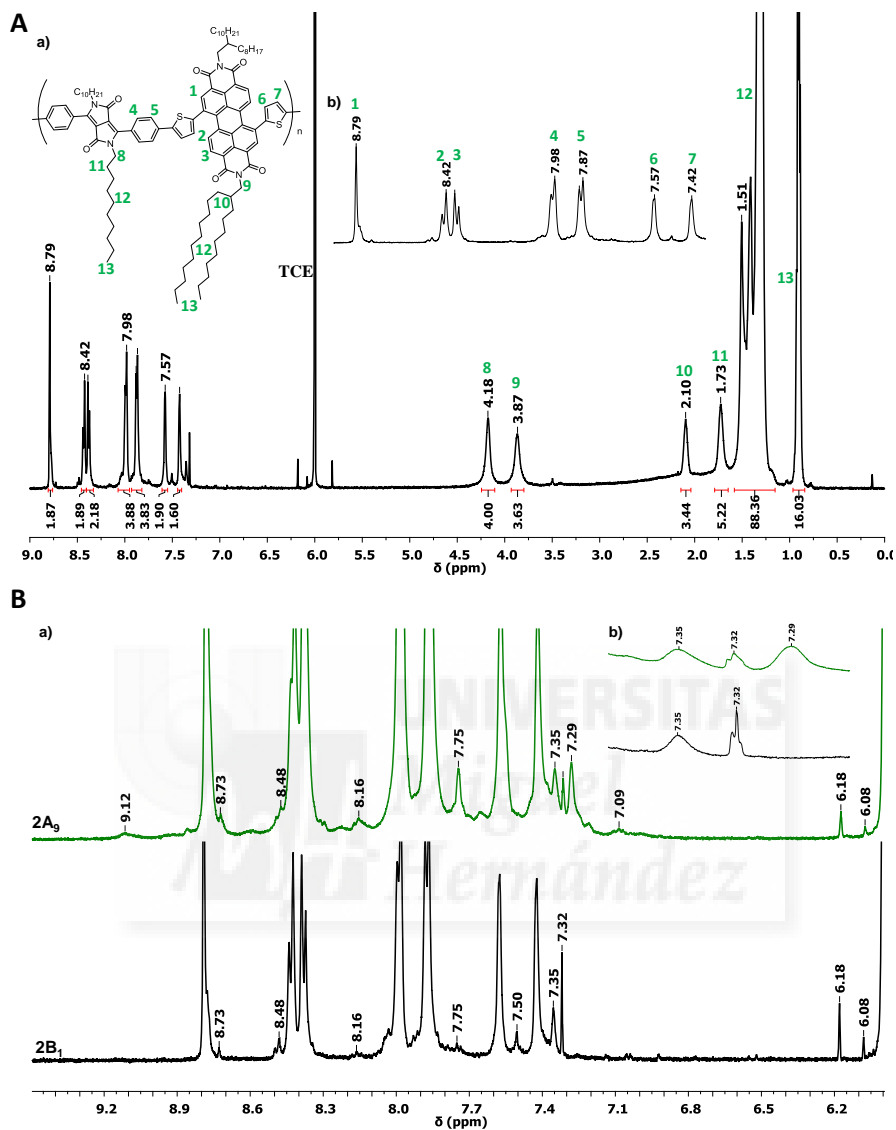 A
a)
C10H21
C8H17
C10H21
N
O
O
N
O
O
N
O
O
N
O
O
S
S
n
1
2
3
4
5
6
7
8
9
10
11
12
12
13
13
b)
1
2
3
4
5
6
7
8.79
8.42
7.98
7.87
7.57
7.42
TCE
12
13
8
9
10
11
8.79
8.42
7.98
7.57
4.18
3.87
2.10
1.73
1.51
1.87
1.89
2.18
3.88
3.83
1.90
1.60
4.00
3.63
3.44
5.22
88.36
16.03
9.0 8.5 8.0 7.5 7.0 6.5 6.0 5.5 5.0 4.5 4.0 3.5 3.0 2.5 2.0 1.5 1.0 0.5 0.0
δ (ppm)
B
a)
b)
7.35
7.32
7.29
7.35
7.32
UNIVERSITAS
Miguel
Hernández
9.12
8.73
8.48
8.16
7.75
7.35
7.29
7.09
6.18
6.08
2A9
8.73
8.48
8.16
7.75
7.50
7.35
7.32
6.18
6.08
2B1
9.2 8.9 8.6 8.3 8.0 7.7 7.4 7.1 6.8 6.5 6.2
δ (ppm)